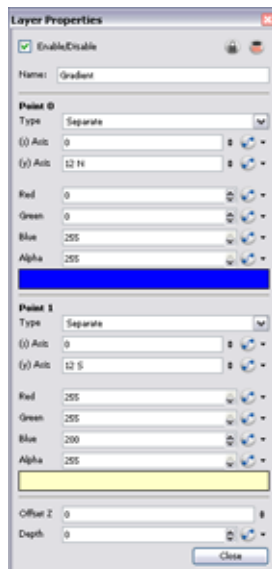 Layer Properties
Enable/Disable
Name: Gradient
Point 0
Type Separate
(x) Axis 0
(y) Axis 12 N
Red 0
Green 0
Blue 255
Alpha 255
Point 1
Type Separate
(x) Axis 0
(y) Axis 12 S
Red 255
Green 255
Blue 200
Alpha 255
Offset Z 0
Depth 0
Close